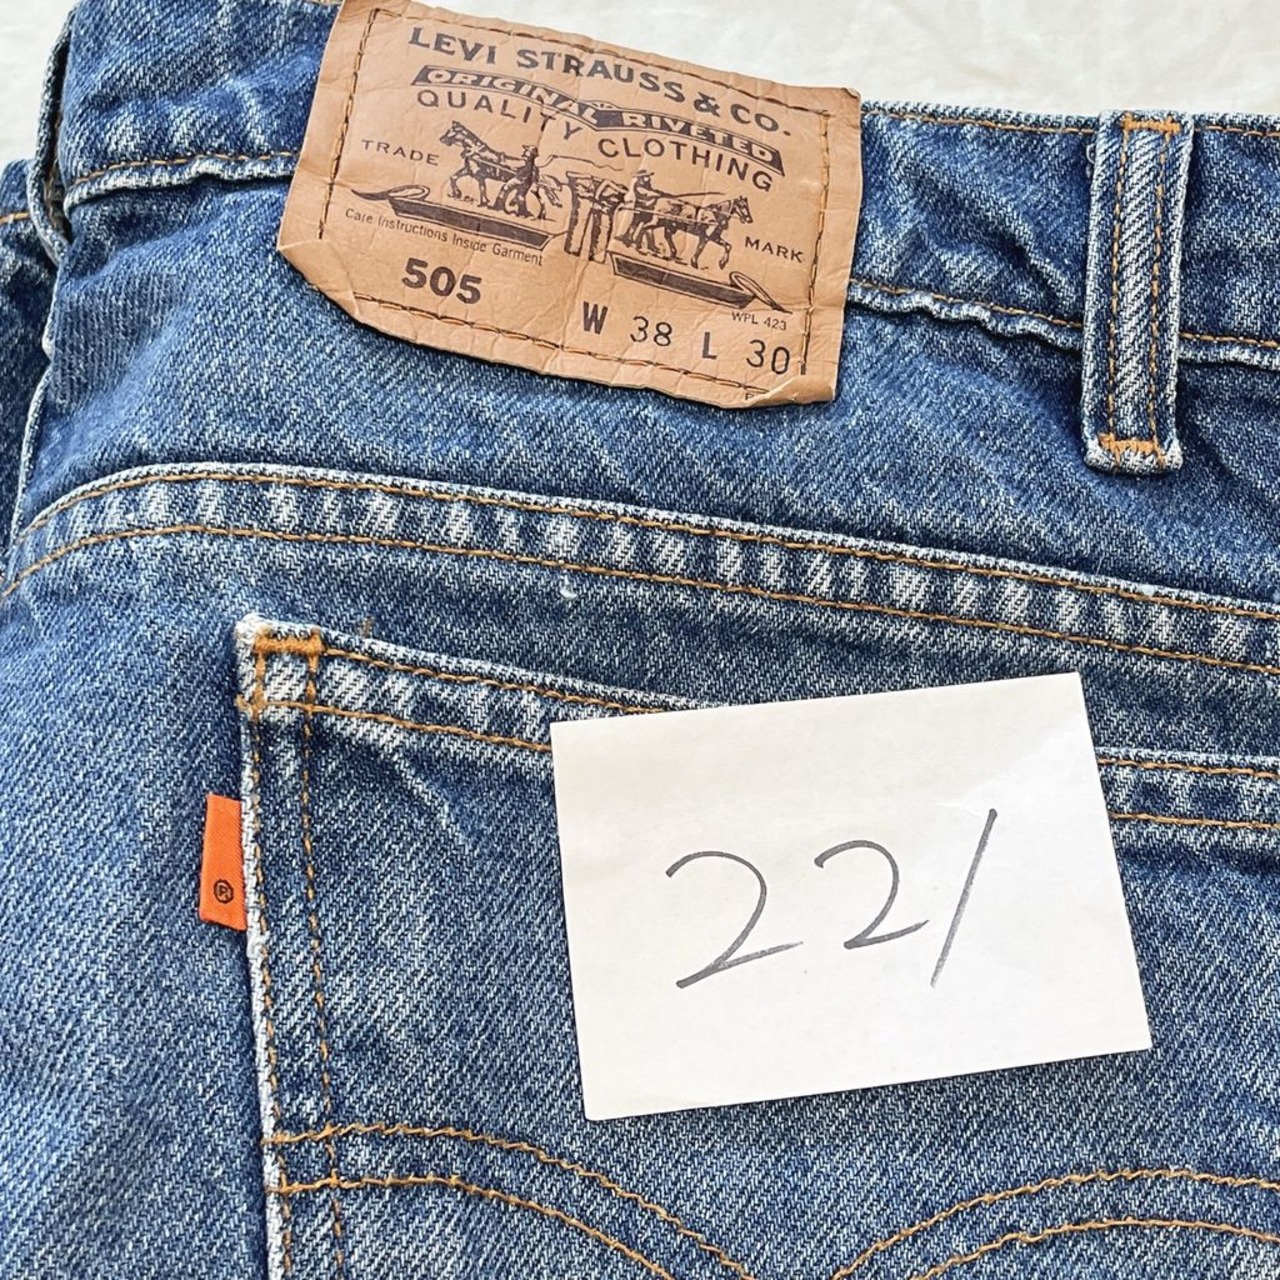 LEVI STRAUSS & CO.
ORIGINAL RIVETED
QUALITY CLOTHING
TRADE MARK
Care Instructions Inside Garment
WPL 423
505
W 38 L 30
®
221